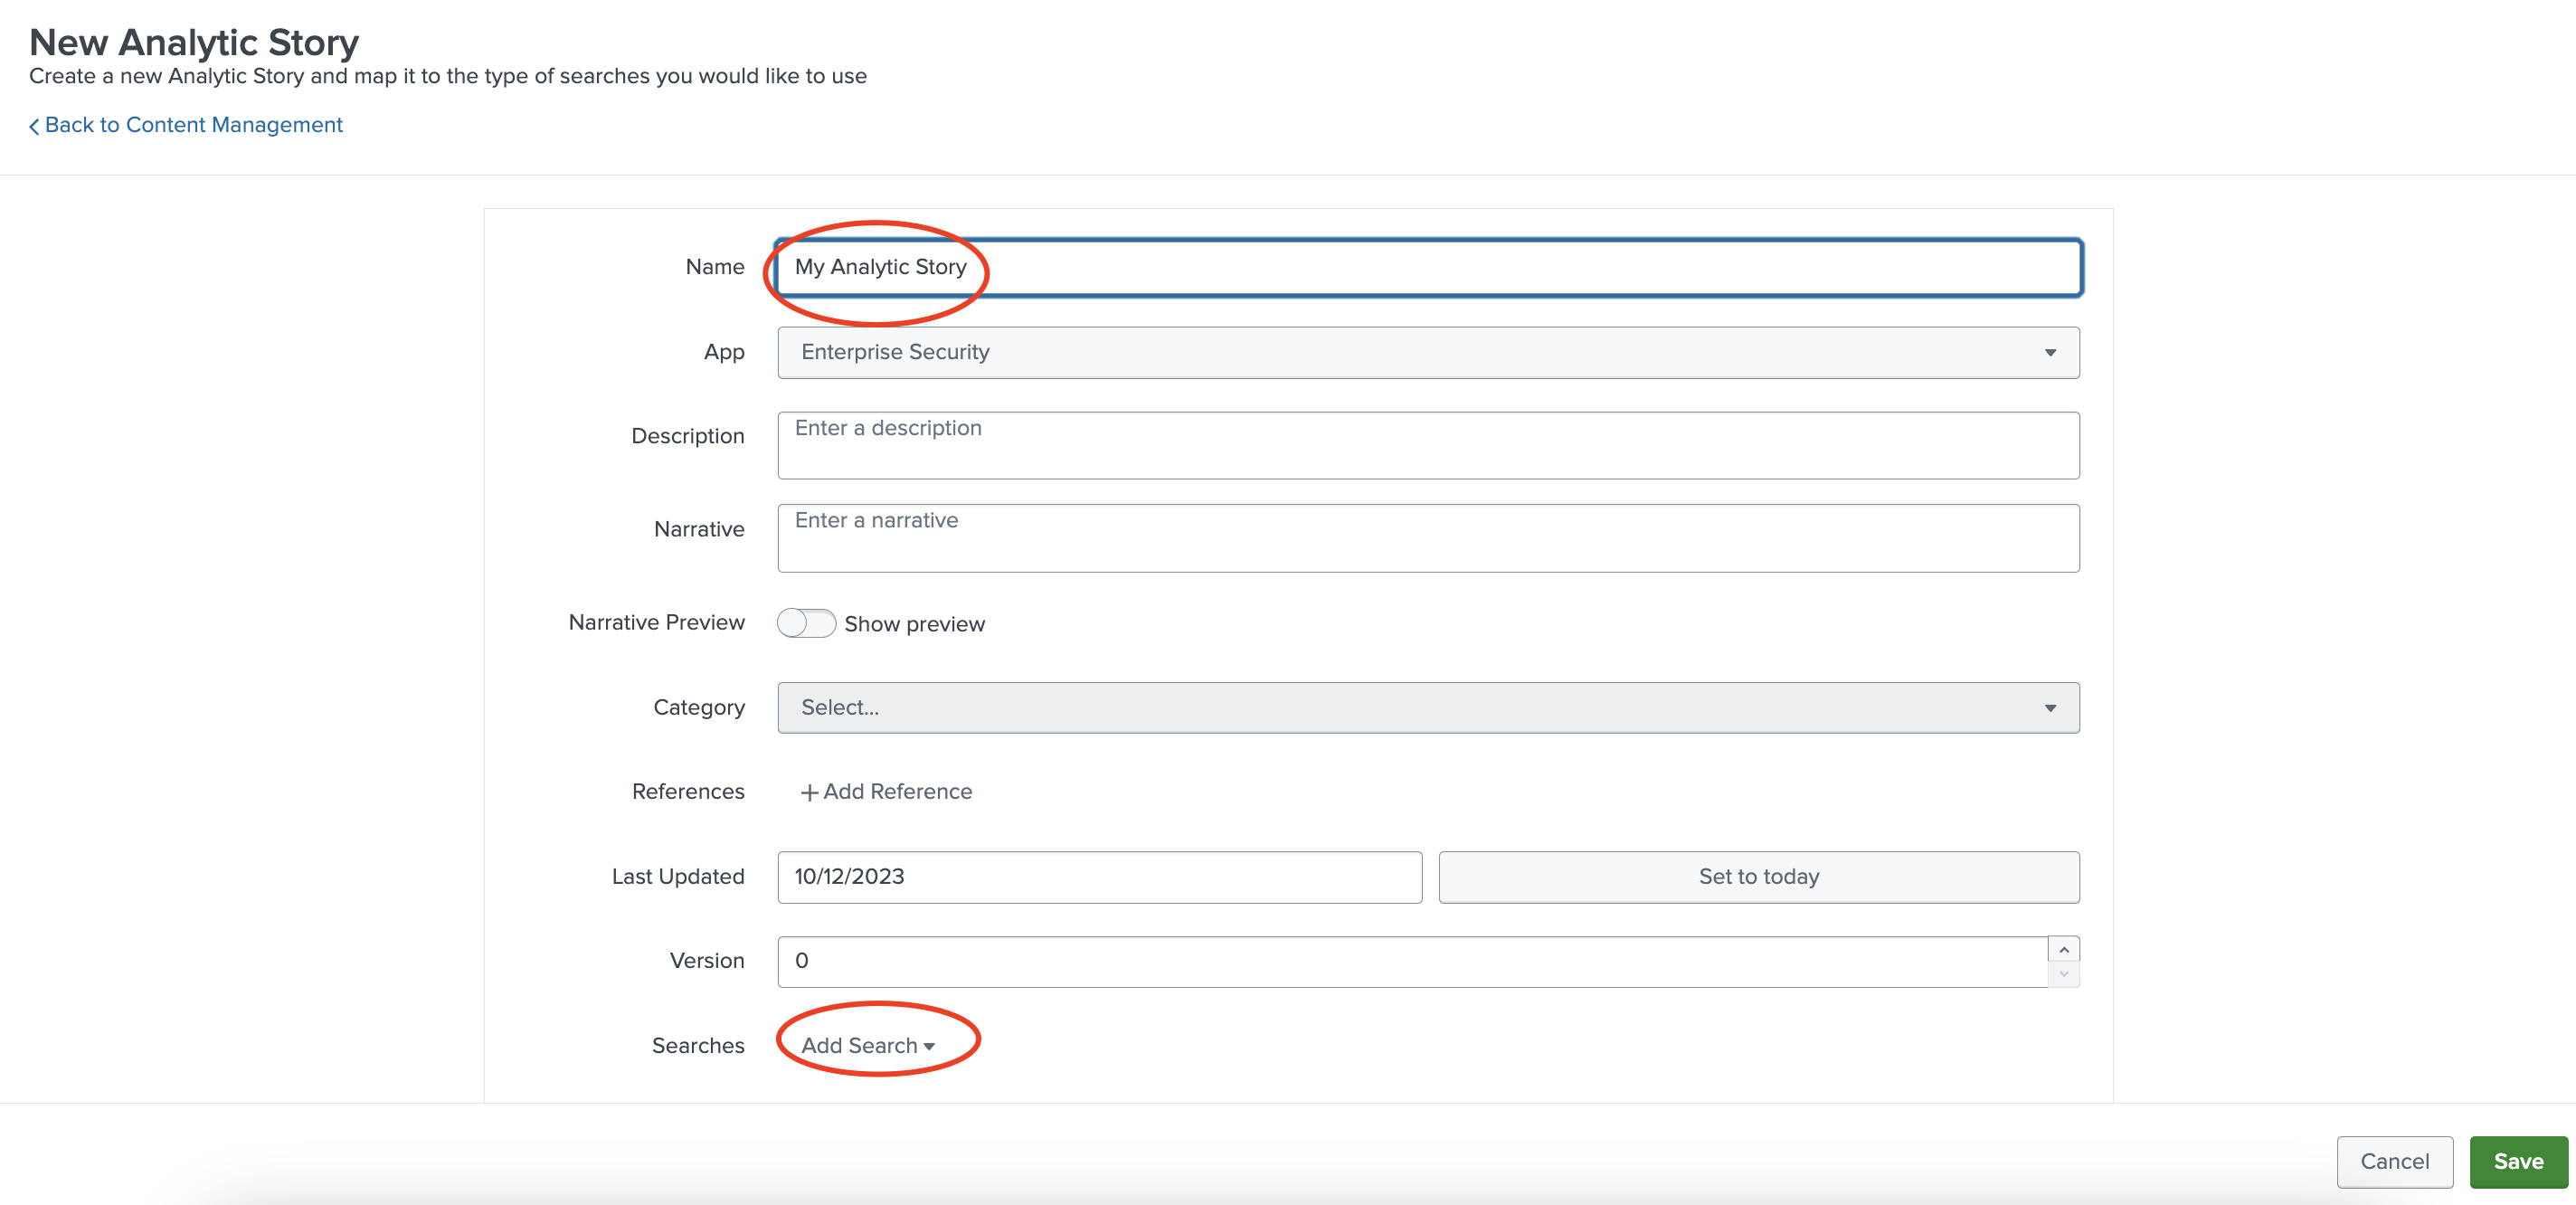 New Analytic Story
Create a new Analytic Story and map it to the type of searches you would like to use
Back to Content Management
Name My Analytic Story
App Enterprise Security
Description Enter a description
Narrative Enter a narrative
Narrative Preview Show preview
Category Select...
References + Add Reference
Last Updated 10/12/2023 Set to today
Version 0
Searches Add Search
Cancel Save